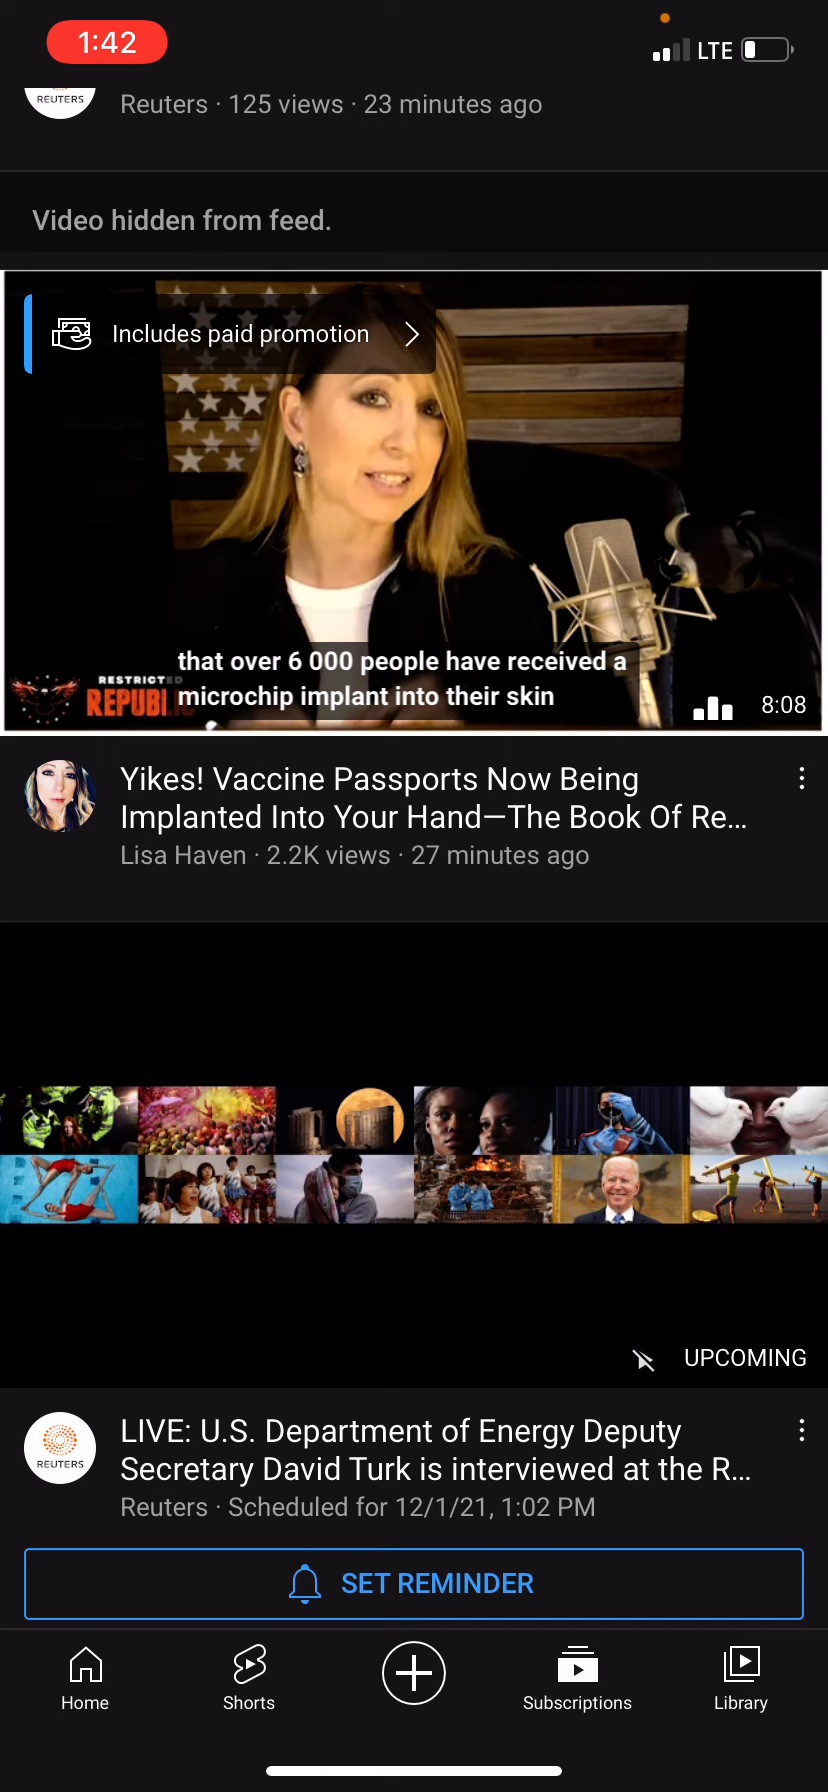 1:42
LTE
REUTERS
Reuters · 125 views · 23 minutes ago
Video hidden from feed.
Includes paid promotion
that over 6 000 people have received a
microchip implant into their skin
RESTRICTED
REPUBLIC
8:08
Yikes! Vaccine Passports Now Being
Implanted Into Your Hand—The Book Of Re...
Lisa Haven · 2.2K views · 27 minutes ago
UPCOMING
REUTERS
LIVE: U.S. Department of Energy Deputy
Secretary David Turk is interviewed at the R...
Reuters · Scheduled for 12/1/21, 1:02 PM
SET REMINDER
Home
Shorts
Subscriptions
Library